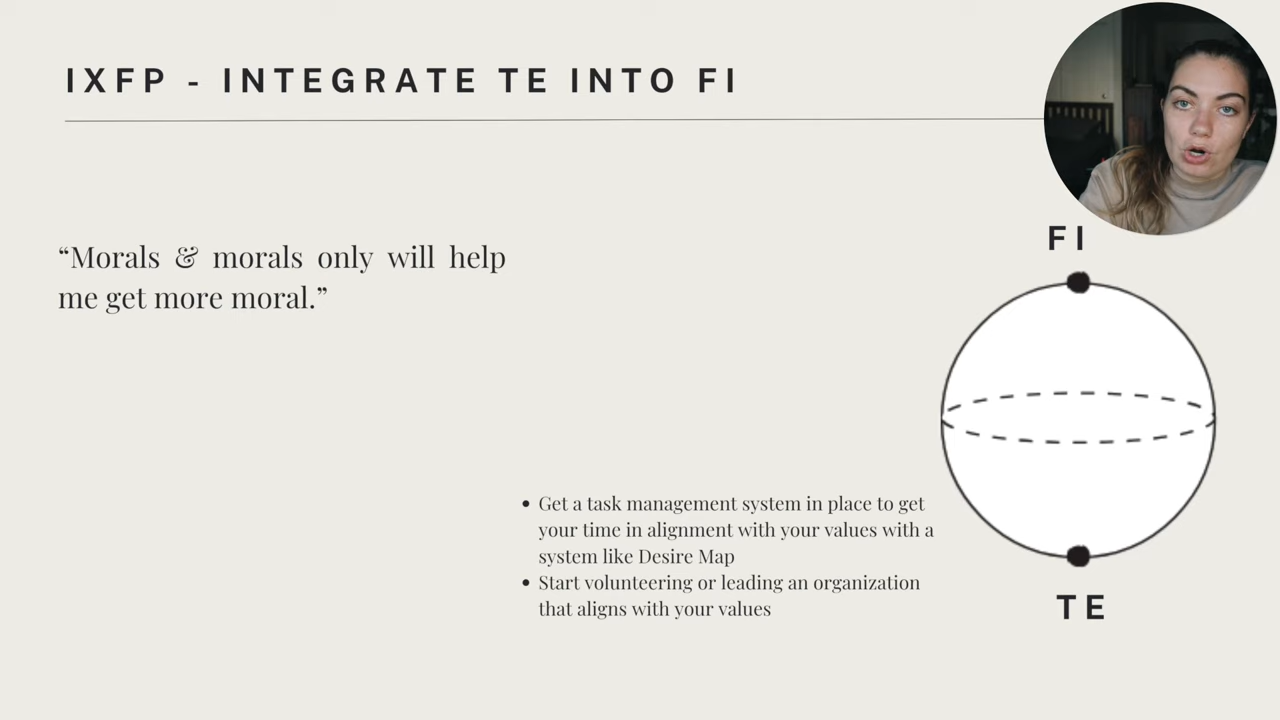 IXFP - INTEGRATE TE INTO FI
“Morals & morals only will help
me get more moral.”
FI
• Get a task management system in place to get
your time in alignment with your values with a
system like Desire Map
• Start volunteering or leading an organization
that aligns with your values
TE